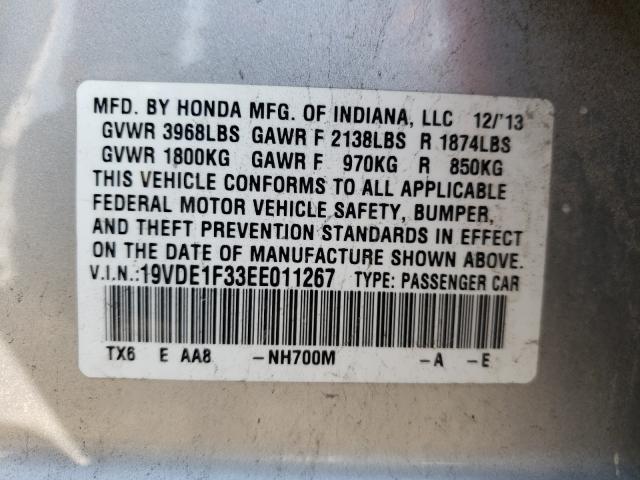 MFD. BY HONDA MFG. OF INDIANA, LLC 12/'13
GVWR 3968LBS GAWR F 2138LBS R 1874LBS
GVWR 1800KG GAWR F 970KG R 850KG
THIS VEHICLE CONFORMS TO ALL APPLICABLE
FEDERAL MOTOR VEHICLE SAFETY, BUMPER,
AND THEFT PREVENTION STANDARDS IN EFFECT
ON THE DATE OF MANUFACTURE SHOWN ABOVE.
V.I.N.:19VDE1F33EE011267 TYPE: PASSENGER CAR
TX6 E AA8 -NH700M -A -E